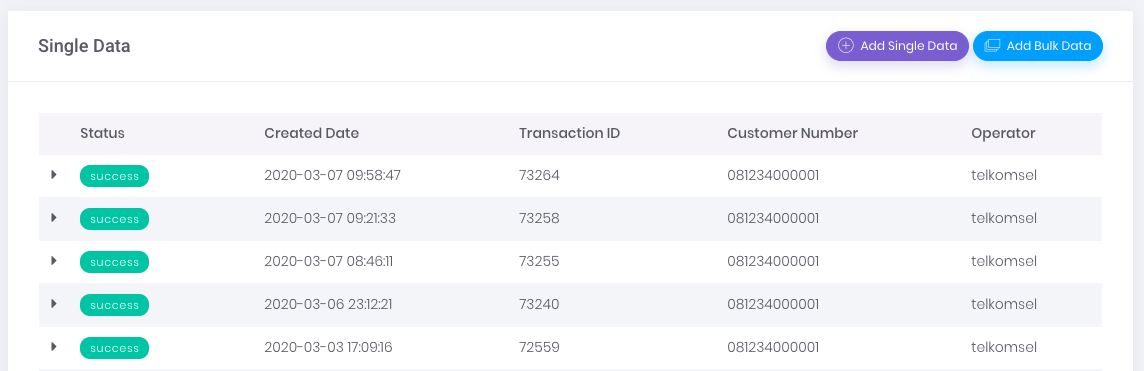 Single Data
Add Single Data Add Bulk Data
Status Created Date Transaction ID Customer Number Operator
success 2020-03-07 09:58:47 73264 081234000001 telkomsel
success 2020-03-07 09:21:33 73258 081234000001 telkomsel
success 2020-03-07 08:46:11 73255 081234000001 telkomsel
success 2020-03-06 23:12:21 73240 081234000001 telkomsel
success 2020-03-03 17:09:16 72559 081234000001 telkomsel